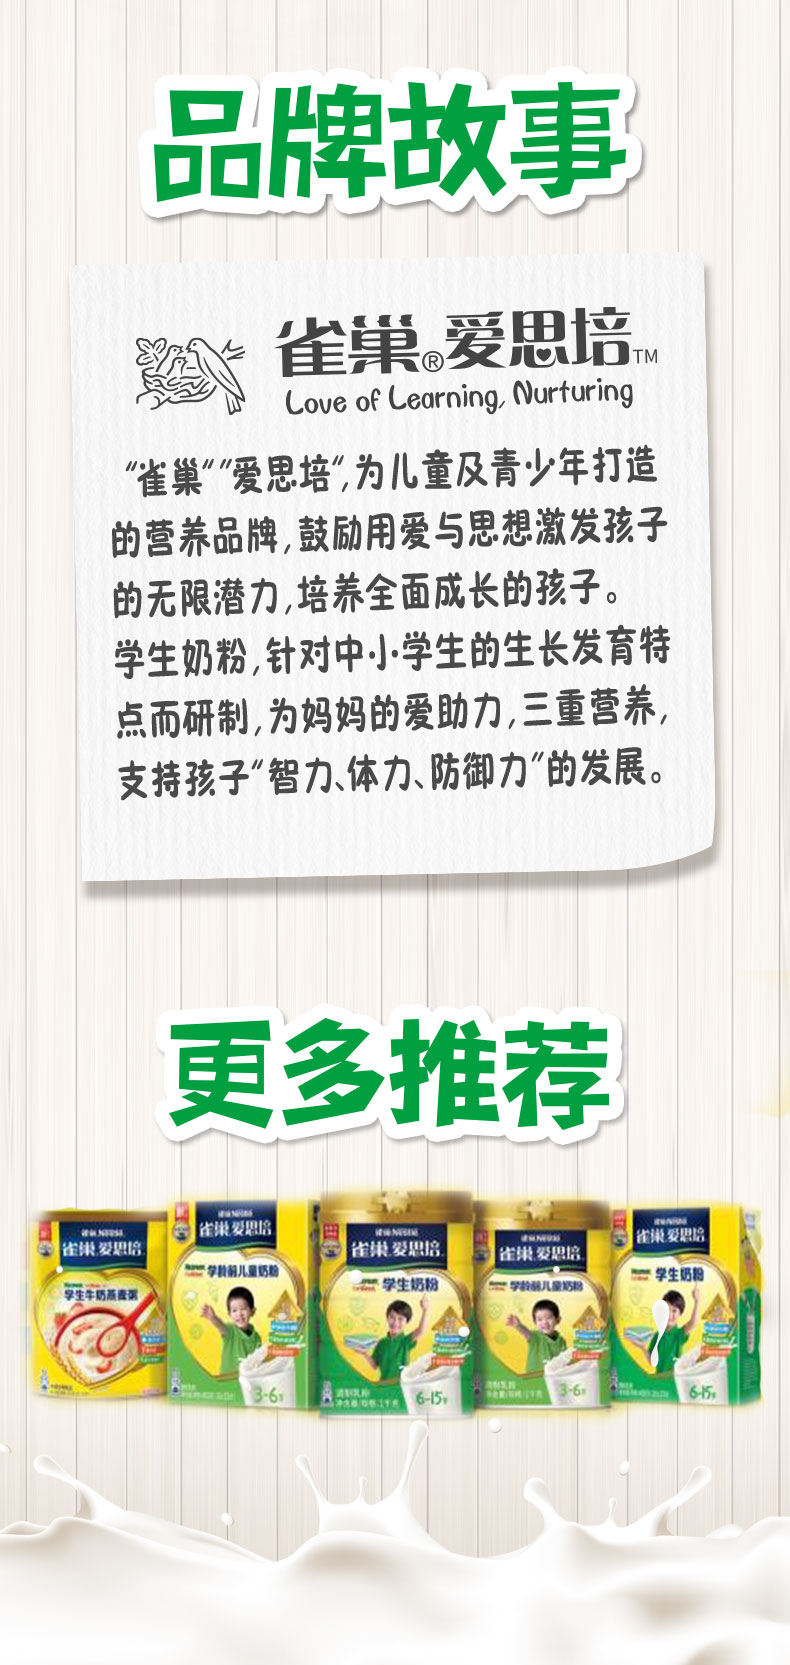 品牌故事
雀巢®爱思培™
Love of Learning, Nurturing
“雀巢“ ”爱思培“,为儿童及青少年打造
的营养品牌,鼓励用爱与思想激发孩子
的无限潜力,培养全面成长的孩子。
学生奶粉,针对中小学生的生长发育特
点而研制,为妈妈的爱助力,三重营养,
支持孩子“智力、体力、防御力”的发展。
更多推荐
雀巢 爱思培
学生牛奶燕麦粥
雀巢 爱思培
学龄前儿童奶粉
3-6岁
雀巢 爱思培
学生奶粉
调制乳粉
6-15岁
雀巢 爱思培
学龄前儿童奶粉
调制乳粉
3-6岁
雀巢 爱思培
学生奶粉
6-15岁